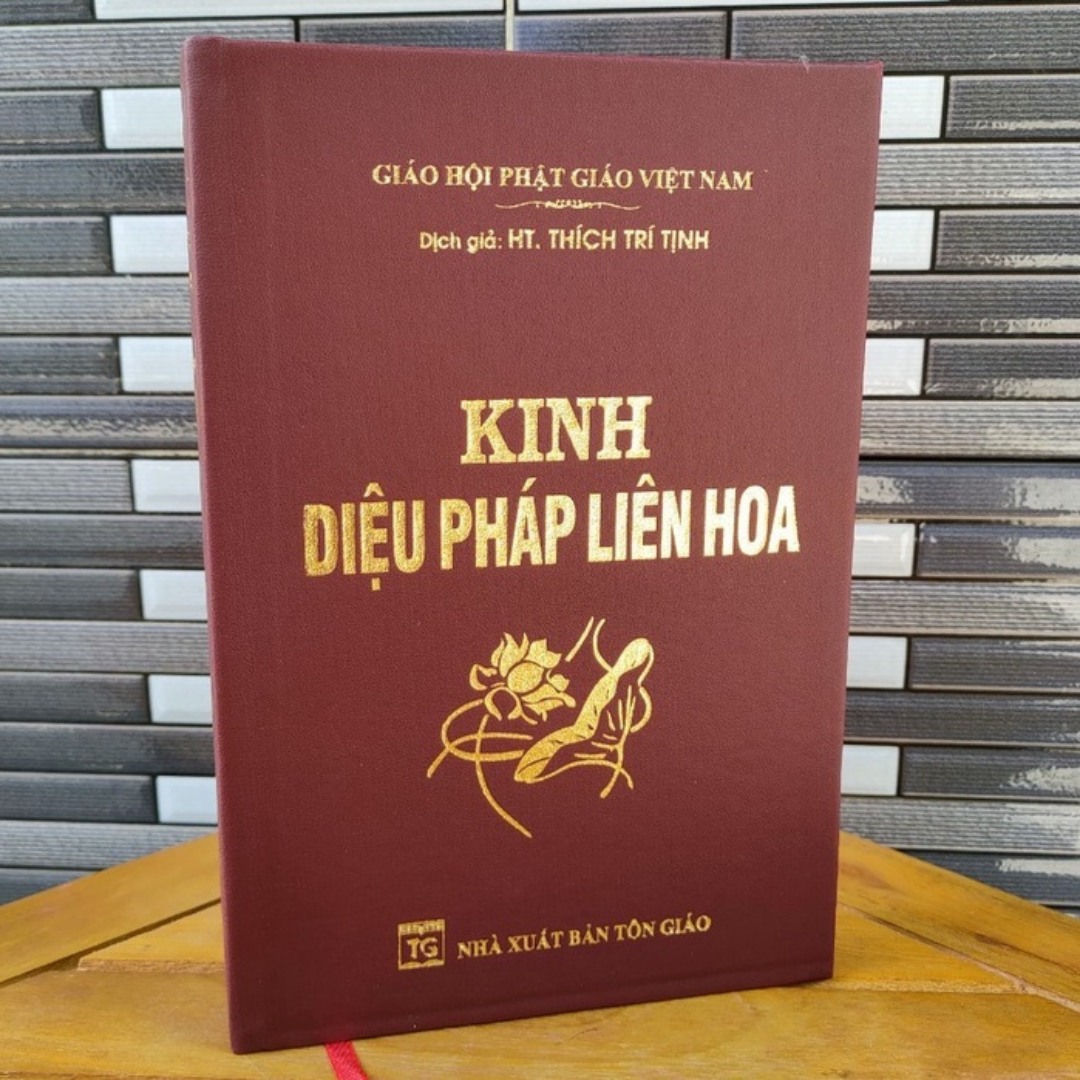 GIÁO HỘI PHẬT GIÁO VIỆT NAM
Dịch giả: HT. THÍCH TRÍ TỊNH
KINH
DIỆU PHÁP LIÊN HOA
TG NHÀ XUẤT BẢN TÔN GIÁO